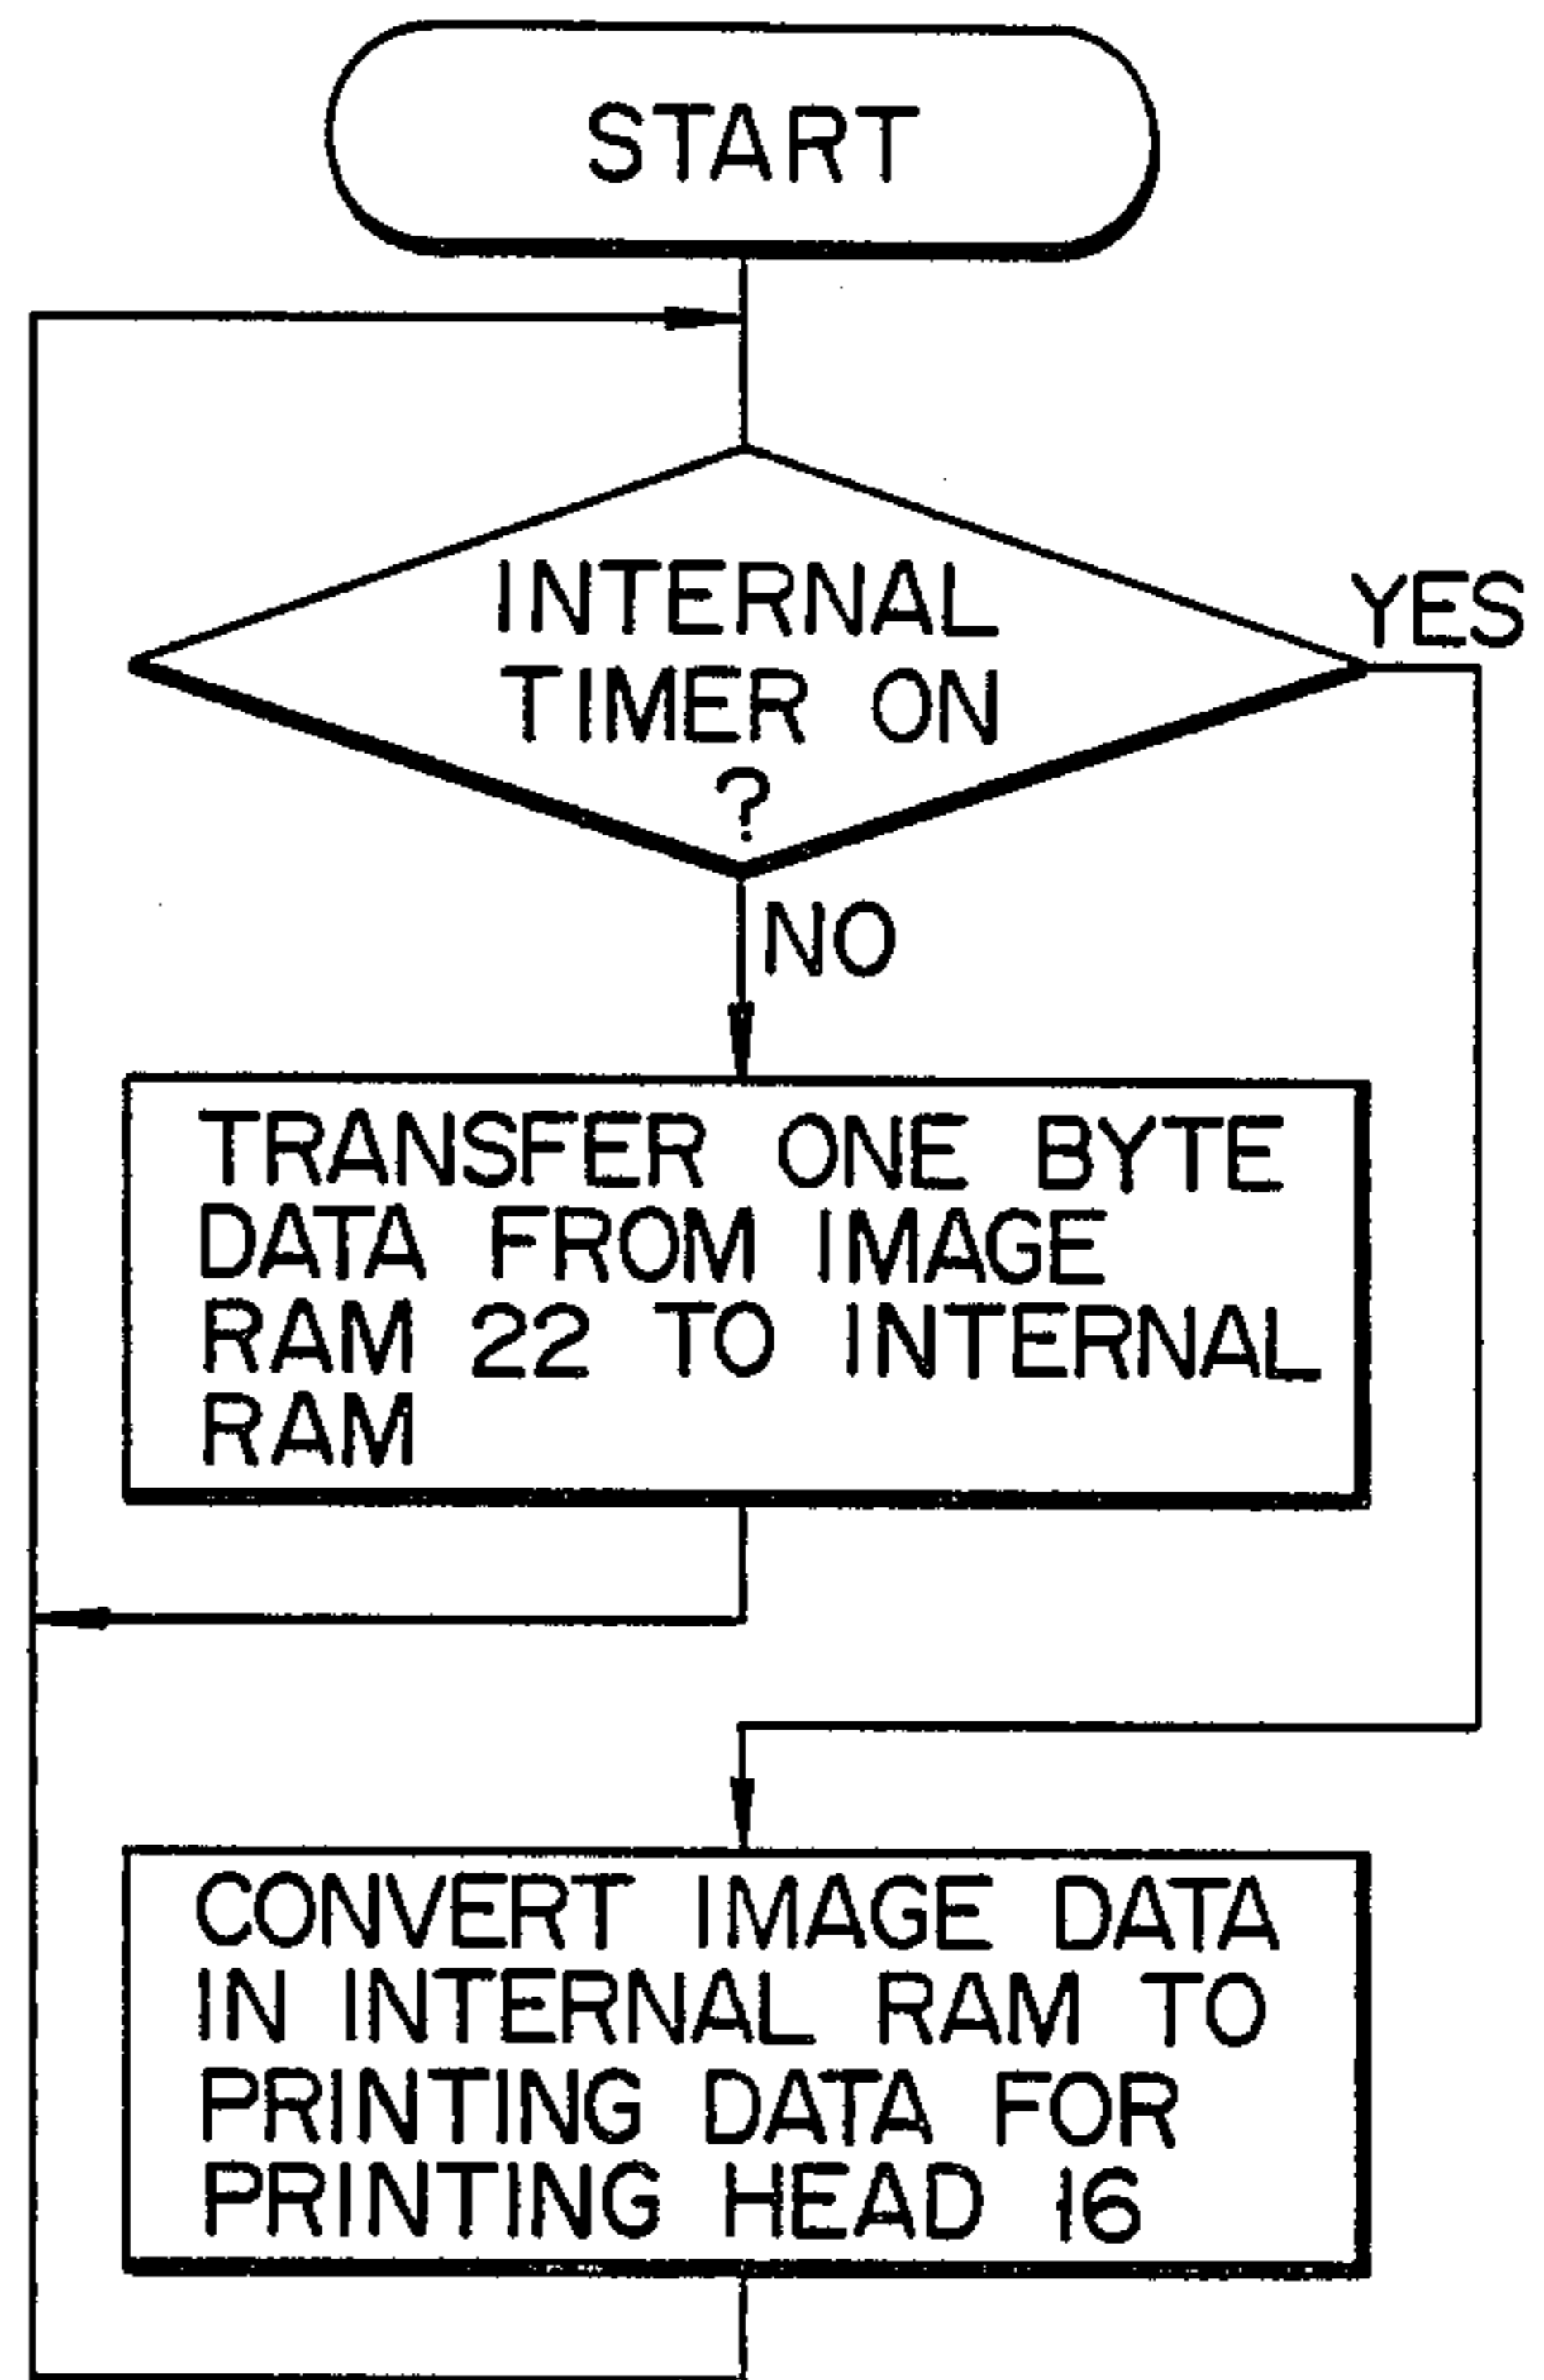 START
INTERNAL
TIMER ON
?
YES
NO
TRANSFER ONE BYTE
DATA FROM IMAGE
RAM 22 TO INTERNAL
RAM
CONVERT IMAGE DATA
IN INTERNAL RAM TO
PRINTING DATA FOR
PRINTING HEAD 16